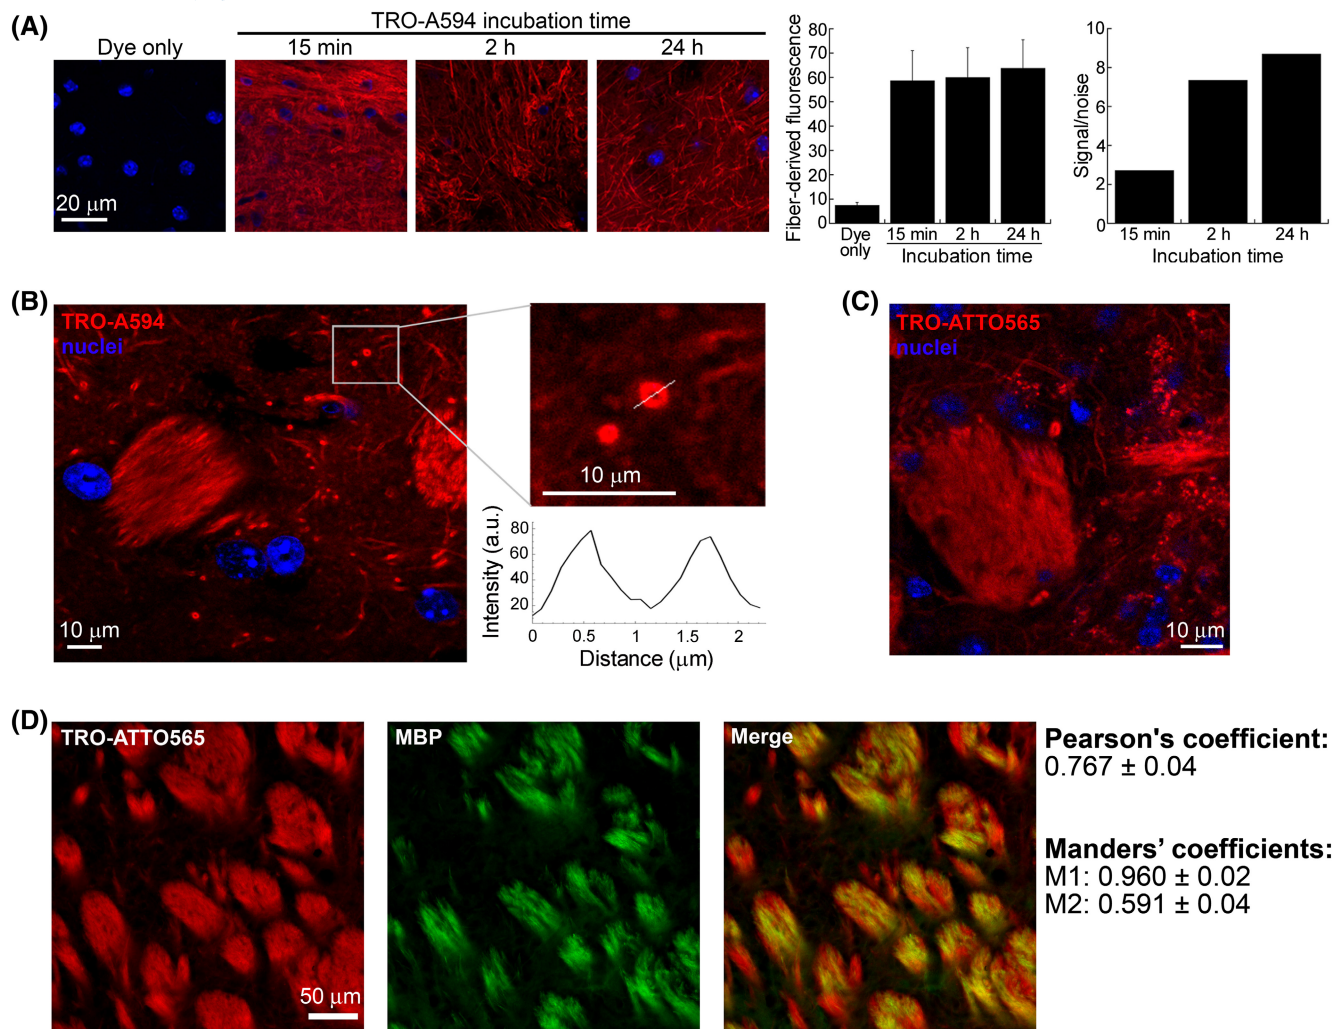 (A)
TRO-A594 incubation time
Dye only
15 min
2 h
24 h
20 μm
Fiber-derived fluorescence
80
70
60
50
40
30
20
10
0
Dye only
15 min
2 h
24 h
Incubation time
Signal/noise
10
8
6
4
2
0
15 min
2 h
24 h
Incubation time
(B)
TRO-A594
nuclei
10 μm
10 μm
Intensity (a.u.)
80
60
40
20
0
0.5
1
1.5
2
Distance (μm)
(C)
TRO-ATTO565
nuclei
10 μm
(D)
TRO-ATTO565
50 μm
MBP
Merge
Pearson's coefficient:
0.767 ± 0.04
Manders’ coefficients:
M1: 0.960 ± 0.02
M2: 0.591 ± 0.04